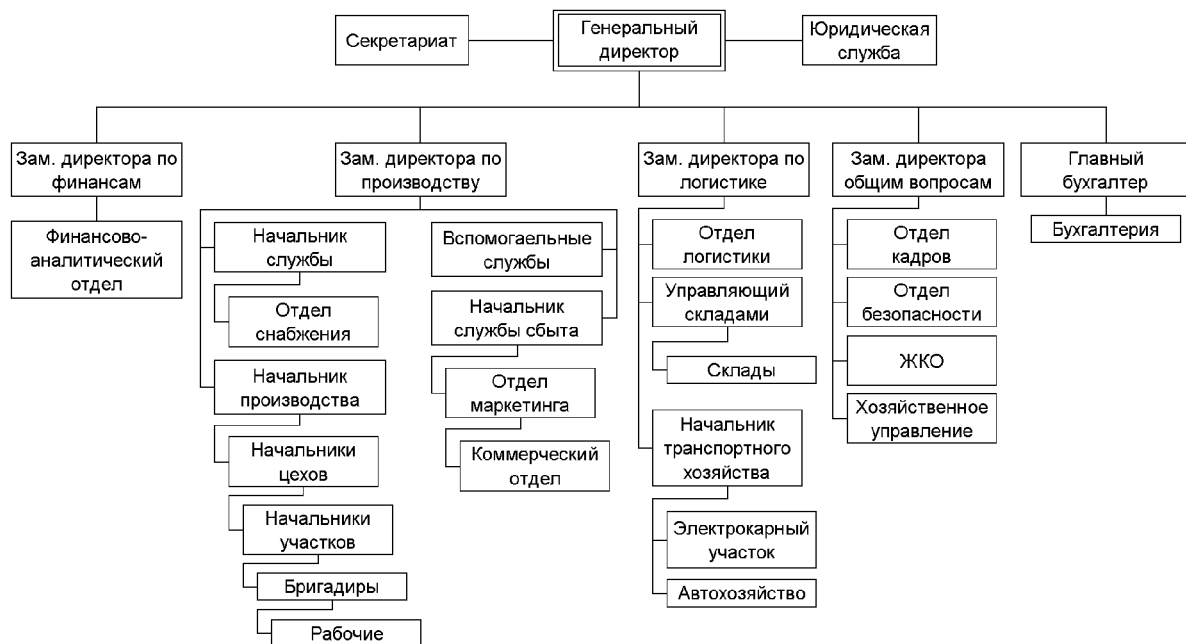 Секретариат
Генеральный
директор
Юридическая
служба
Зам. директора по
финансам
Зам. директора по
производству
Зам. директора по
логистике
Зам. директора
общим вопросам
Главный
бухгалтер
Финансово-
аналитический
отдел
Начальник
службы
Отдел
снабжения
Начальник
производства
Начальники
цехов
Начальники
участков
Бригадиры
Рабочие
Вспомогаельные
службы
Начальник
службы сбыта
Отдел
маркетинга
Коммерческий
отдел
Отдел
логистики
Управляющий
складами
Склады
Начальник
транспортного
хозяйства
Электрокарный
участок
Автохозяйство
Отдел
кадров
Отдел
безопасности
ЖКО
Хозяйственное
управление
Бухгалтерия